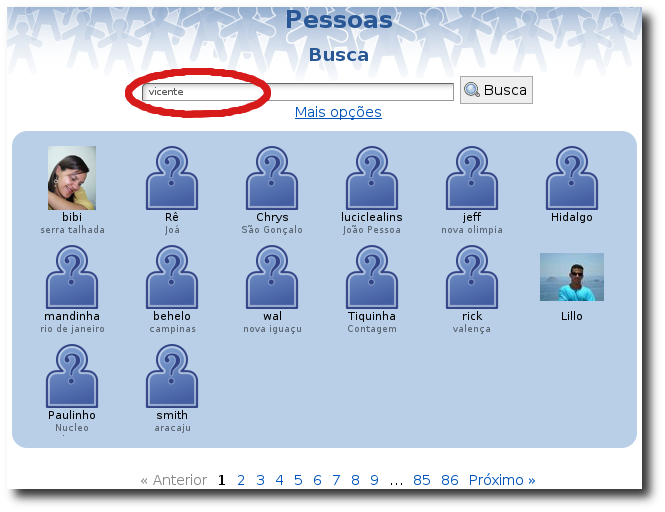 Pessoas
Busca
vicente
Busca
Mais opções
bibi Rê Chrys luciclealins jeff Hidalgo
serra talhada Joá São Gonçalo João Pessoa nova olimpia
mandinha behelo wal Tiquinha rick Lillo
rio de janeiro campinas nova iguaçu Contagem valença
Paulinho smith
Nucleo aracaju
« Anterior 1 2 3 4 5 6 7 8 9 ... 85 86 Próximo »